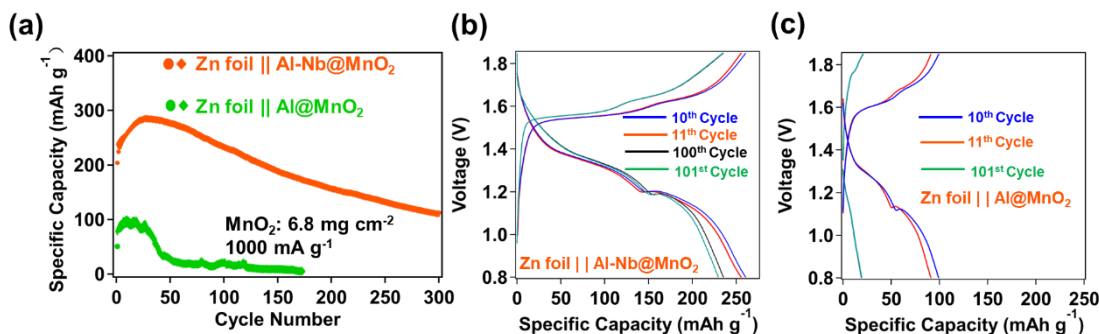 (a)
400
300
200
100
0
Specific Capacity (mAh g⁻¹)
Zn foil || Al-Nb@MnO₂
Zn foil || Al@MnO₂
MnO₂: 6.8 mg cm⁻²
1000 mA g⁻¹
0 50 100 150 200 250 300
Cycle Number
(b)
1.8
1.6
1.4
1.2
1.0
0.8
Voltage (V)
10ᵗʰ Cycle
11ᵗʰ Cycle
100ᵗʰ Cycle
101ˢᵗ Cycle
Zn foil || Al-Nb@MnO₂
0 50 100 150 200 250
Specific Capacity (mAh g⁻¹)
(c)
1.8
1.6
1.4
1.2
1.0
0.8
Voltage (V)
10ᵗʰ Cycle
11ᵗʰ Cycle
101ˢᵗ Cycle
Zn foil || Al@MnO₂
0 50 100 150 200 250
Specific Capacity (mAh g⁻¹)